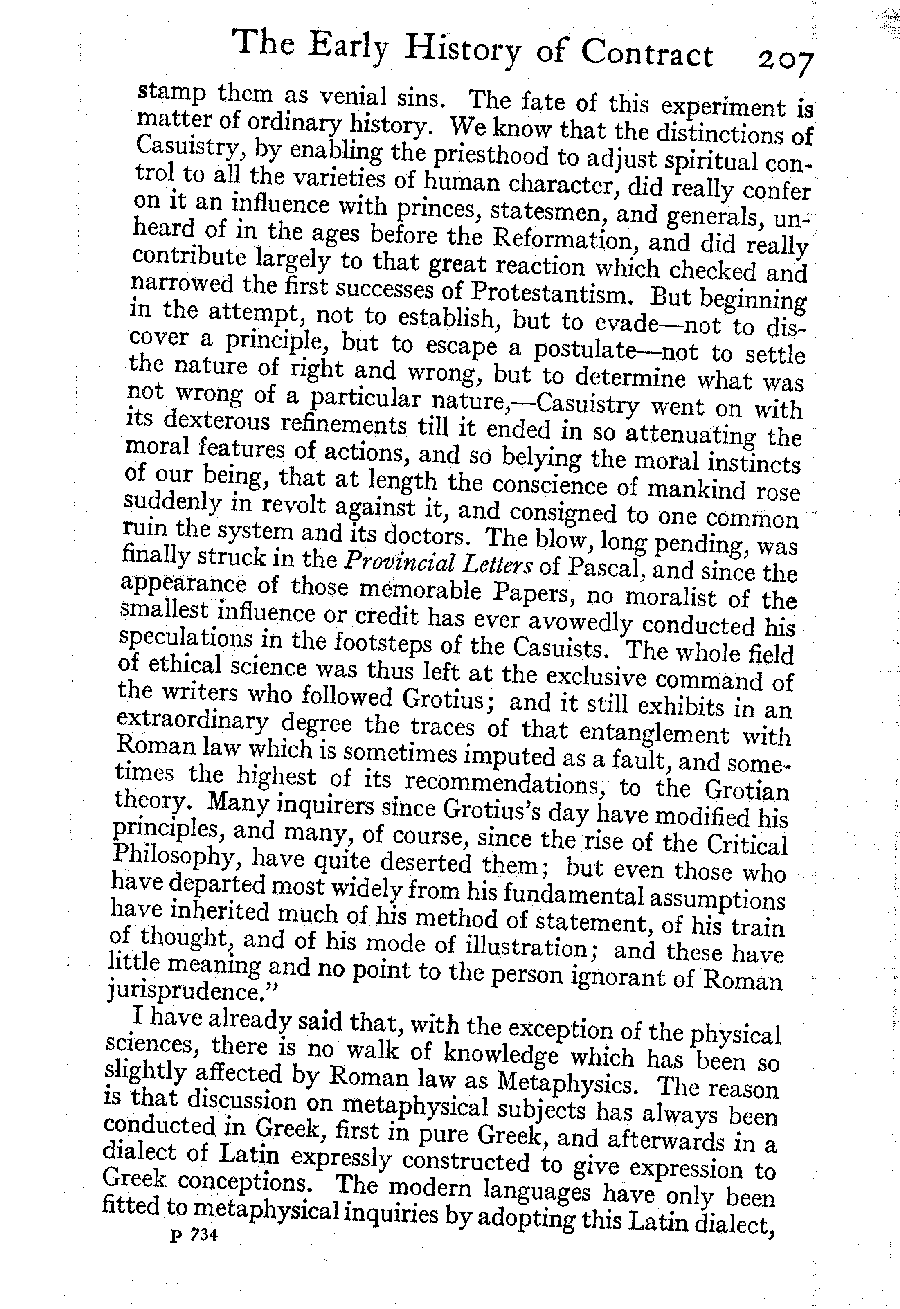 The Early History of Contract 207
stamp them as venial sins. The fate of this experiment is
matter of ordinary history. We know that the distinctions of
Casuistry, by enabling the priesthood to adjust spiritual con-
trol to all the varieties of human character, did really confer
on it an influence with princes, statesmen, and generals, un-
heard of in the ages before the Reformation, and did really
contribute largely to that great reaction which checked and
narrowed the first successes of Protestantism. But beginning
in the attempt, not to establish, but to evade—not to dis-
cover a principle, but to escape a postulate—not to settle
the nature of right and wrong, but to determine what was
not wrong of a particular nature,—Casuistry went on with
its dexterous refinements till it ended in so attenuating the
moral features of actions, and so belying the moral instincts
of our being, that at length the conscience of mankind rose
suddenly in revolt against it, and consigned to one common
ruin the system and its doctors. The blow, long pending, was
finally struck in the Provincial Letters of Pascal, and since the
appearance of those memorable Papers, no moralist of the
smallest influence or credit has ever avowedly conducted his
speculations in the footsteps of the Casuists. The whole field
of ethical science was thus left at the exclusive command of
the writers who followed Grotius; and it still exhibits in an
extraordinary degree the traces of that entanglement with
Roman law which is sometimes imputed as a fault, and some-
times the highest of its recommendations, to the Grotian
theory. Many inquirers since Grotius's day have modified his
principles, and many, of course, since the rise of the Critical
Philosophy, have quite deserted them; but even those who
have departed most widely from his fundamental assumptions
have inherited much of his method of statement, of his train
of thought, and of his mode of illustration; and these have
little meaning and no point to the person ignorant of Roman
jurisprudence."
I have already said that, with the exception of the physical
sciences, there is no walk of knowledge which has been so
slightly affected by Roman law as Metaphysics. The reason
is that discussion on metaphysical subjects has always been
conducted in Greek, first in pure Greek, and afterwards in a
dialect of Latin expressly constructed to give expression to
Greek conceptions. The modern languages have only been
fitted to metaphysical inquiries by adopting this Latin dialect,
P 734